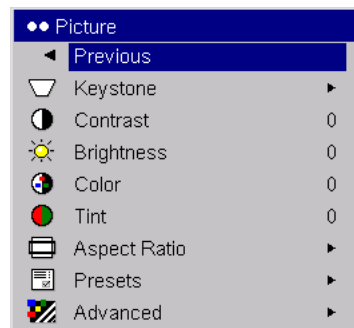 Picture
Previous
Keystone
Contrast 0
Brightness 0
Color 0
Tint 0
Aspect Ratio
Presets
Advanced